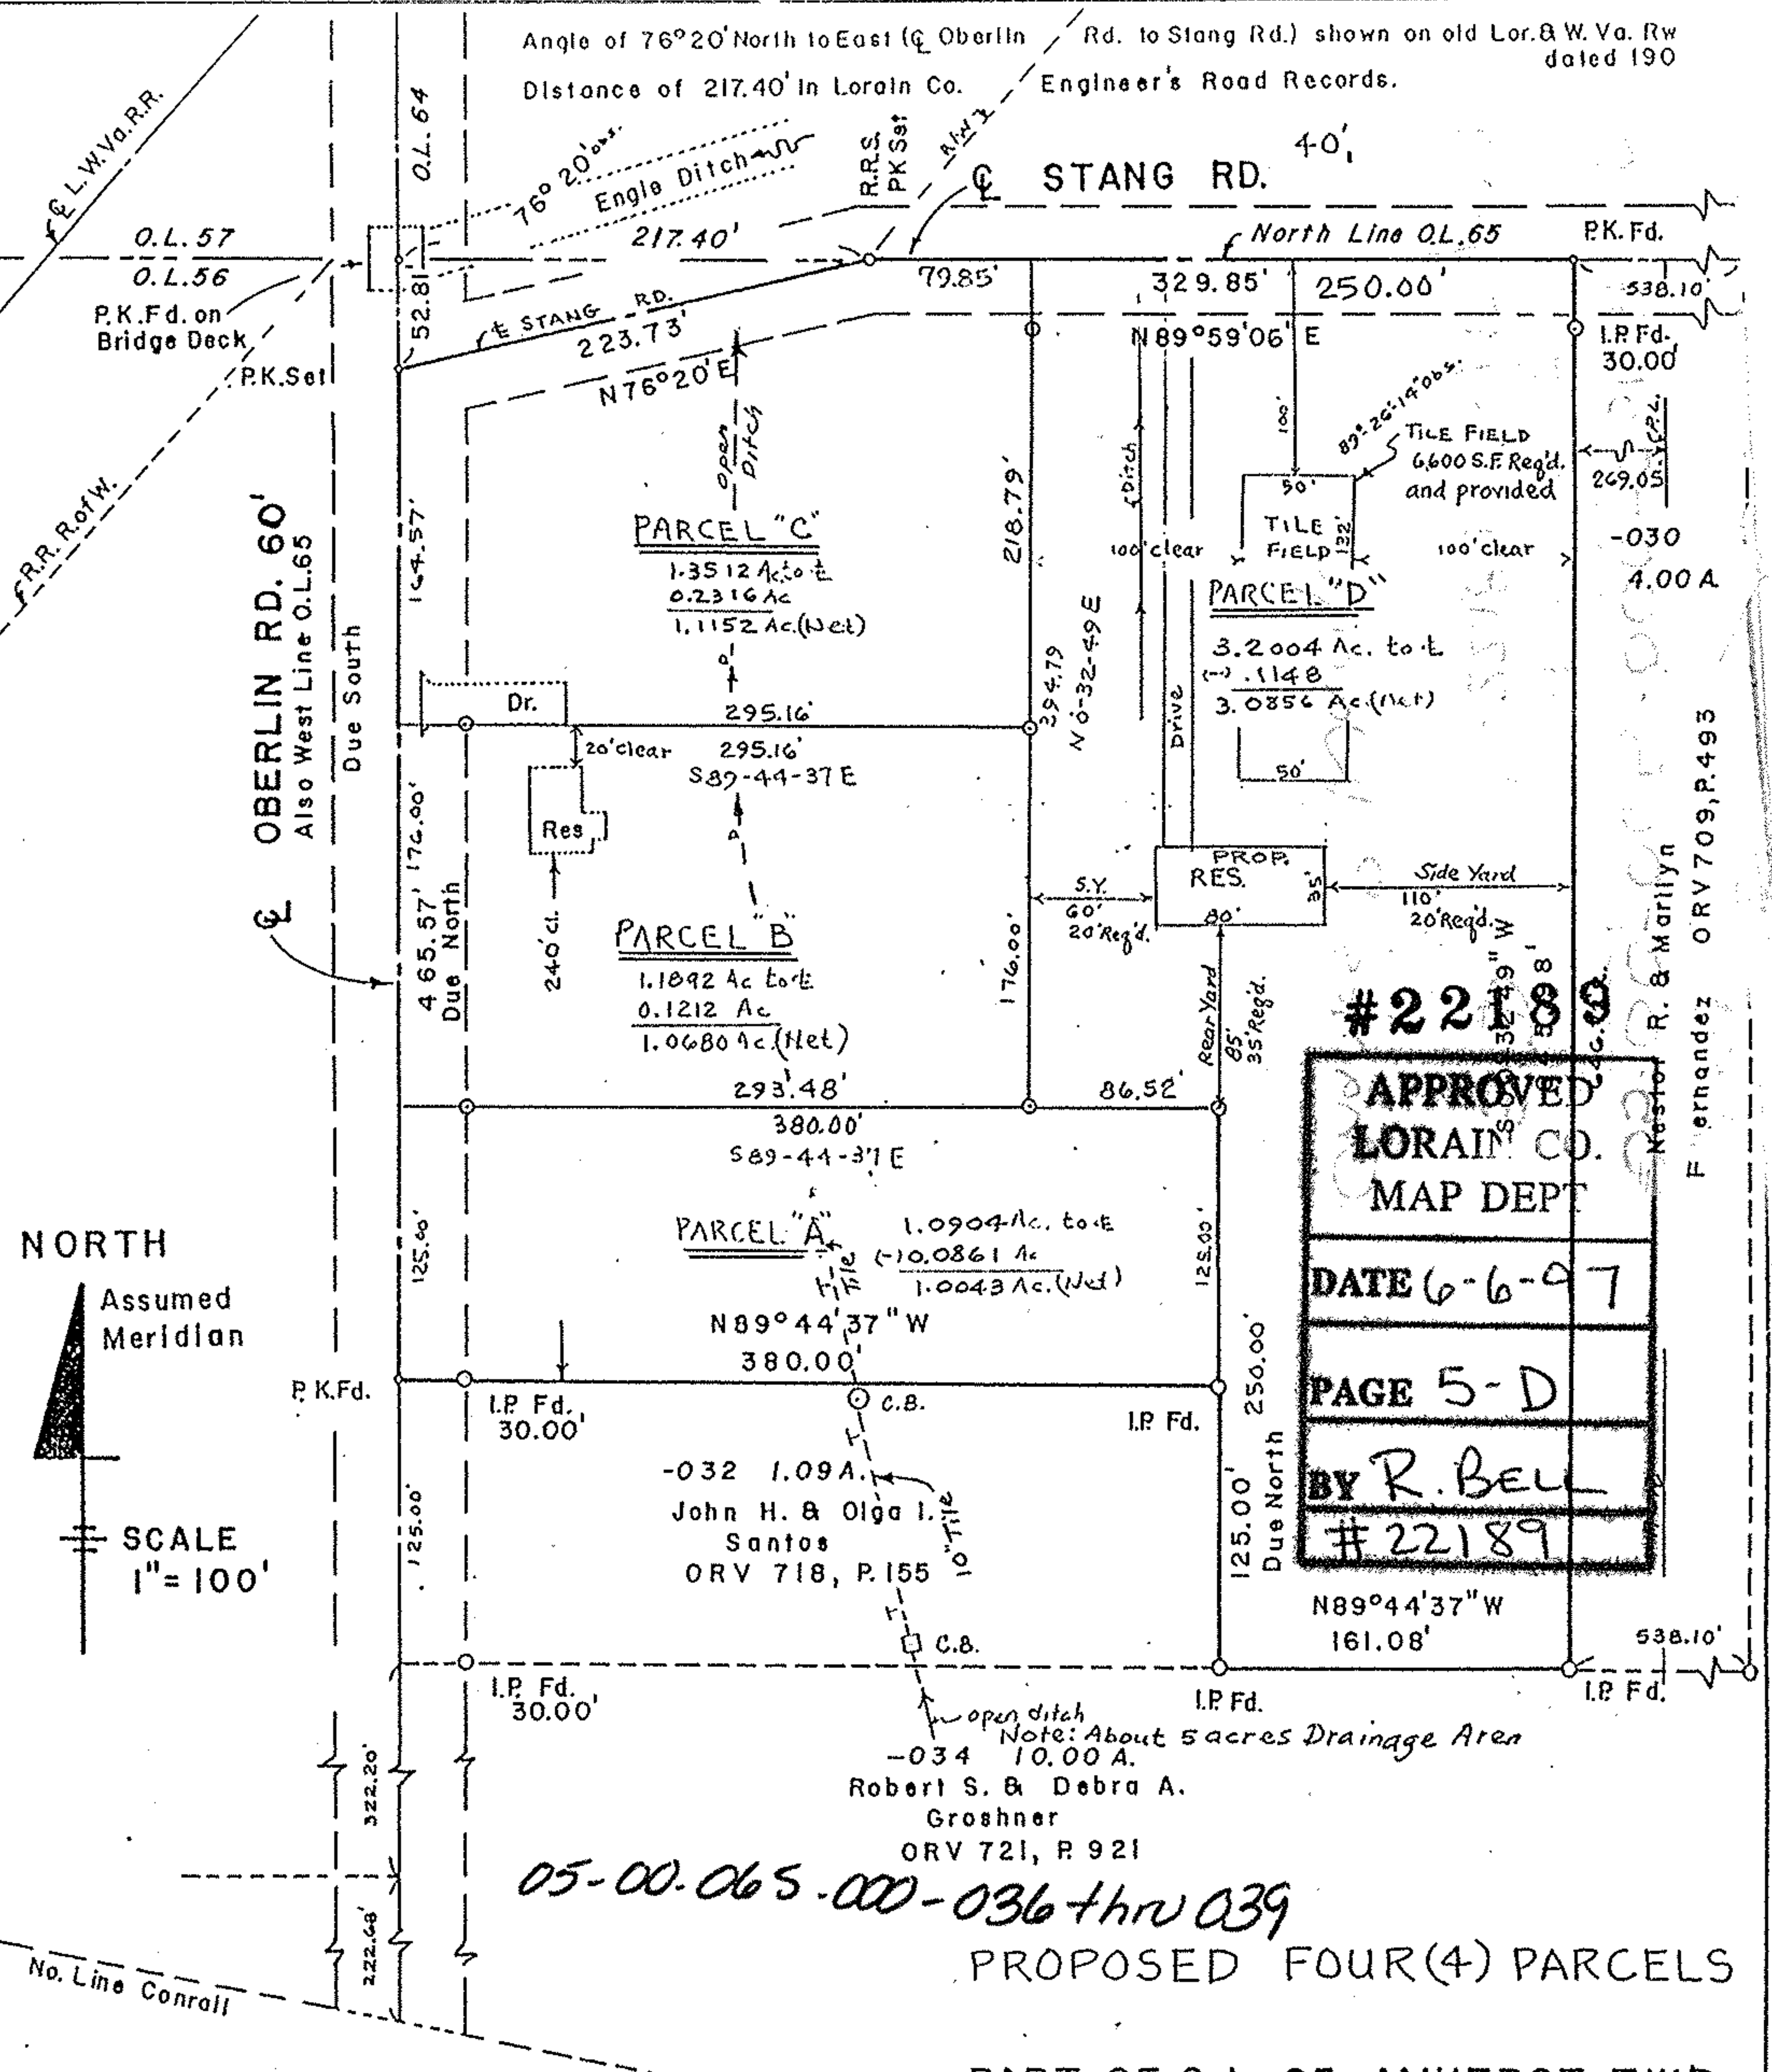 Angle of 76°20' North to East (℄ Oberlin Rd. to Stang Rd.) shown on old Lor. & W. Va. Rw
dated 190
Distance of 217.40' In Lorain Co. Engineer's Road Records.
℄ L.W.Va.R.R.
O.L. 64
76° 20' obs.
Engle Ditch
R.R.S.
PK Set
R/W
℄ STANG RD.
40'
O.L. 57
O.L. 56
217.40'
North Line O.L. 65
P.K. Fd.
79.85'
329.85'
250.00'
538.10'
P.K. Fd. on
Bridge Deck
52.81
℄ STANG RD.
223.73'
N 89°59'06" E
I.P. Fd.
30.00'
P.K. Set
N 76°20' E
Open
Ditch
R.R. R. of W.
OBERLIN RD. 60'
Also West Line O.L. 65
Due South
℄
164.57'
218.79'
Ditch
100'
89°-26'-14" obs.
TILE FIELD
6,600 S.F. Req'd.
and provided
269.05
C.P.L.
50'
TILE
FIELD
132'
100' clear
100' clear
-030
4.00 A.
PARCEL "C"
1.3512 Ac to ℄
0.2316 Ac
1.1152 Ac. (Net)
PARCEL "D"
3.2004 Ac. to ℄
(-) .1148
3.0856 Ac. (Net)
Dr.
295.16'
394.79
N 0-32-49 E
Drive
50'
20' clear
295.16'
S 89-44-37 E
Res
240' cl.
176.00'
465.57'
Due North
PROP.
RES.
35'
80'
S.Y.
60'
20' Req'd.
Side Yard
110'
20' Req'd.
PARCEL "B"
1.1892 Ac to ℄
0.1212 Ac
1.0680 Ac. (Net)
176.00'
Rear Yard
85'
35' Req'd.
Nestor R. & Marilyn
Fernandez ORV 709, P. 493
#22189
293.48'
86.52'
380.00'
S 89-44-37 E
APPROVED
LORAIN CO.
MAP DEPT
DATE 6-6-97
PAGE 5-D
BY R. BELL
#22189
NORTH
Assumed
Meridian
125.00'
PARCEL "A"
1.0904 Ac. to ℄
(-) 0.0861 Ac
1.0043 Ac. (Net)
Tile
125.00'
N 89°44'37" W
380.00'
250.00'
P.K. Fd.
I.P. Fd.
30.00'
C.B.
I.P. Fd.
SCALE
1" = 100'
125.00'
-032 1.09 A.
John H. & Olga I.
Santos
ORV 718, P. 155
10" Tile
125.00'
Due North
N 89°44'37" W
161.08'
538.10'
C.B.
I.P. Fd.
30.00'
I.P. Fd.
I.P. Fd.
open ditch
Note: About 5 acres Drainage Area
-034 10.00 A.
Robert S. & Debra A.
Groshner
ORV 721, P. 921
322.20'
222.68'
No. Line Conrail
05-00-065-000-036 thru 039
PROPOSED FOUR (4) PARCELS